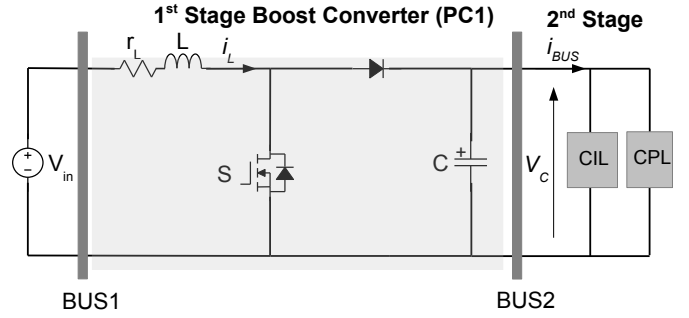 1st Stage Boost Converter (PC1)
2nd Stage
rL
L
iL
iBUS
Vin
S
C
VC
CIL
CPL
BUS1
BUS2